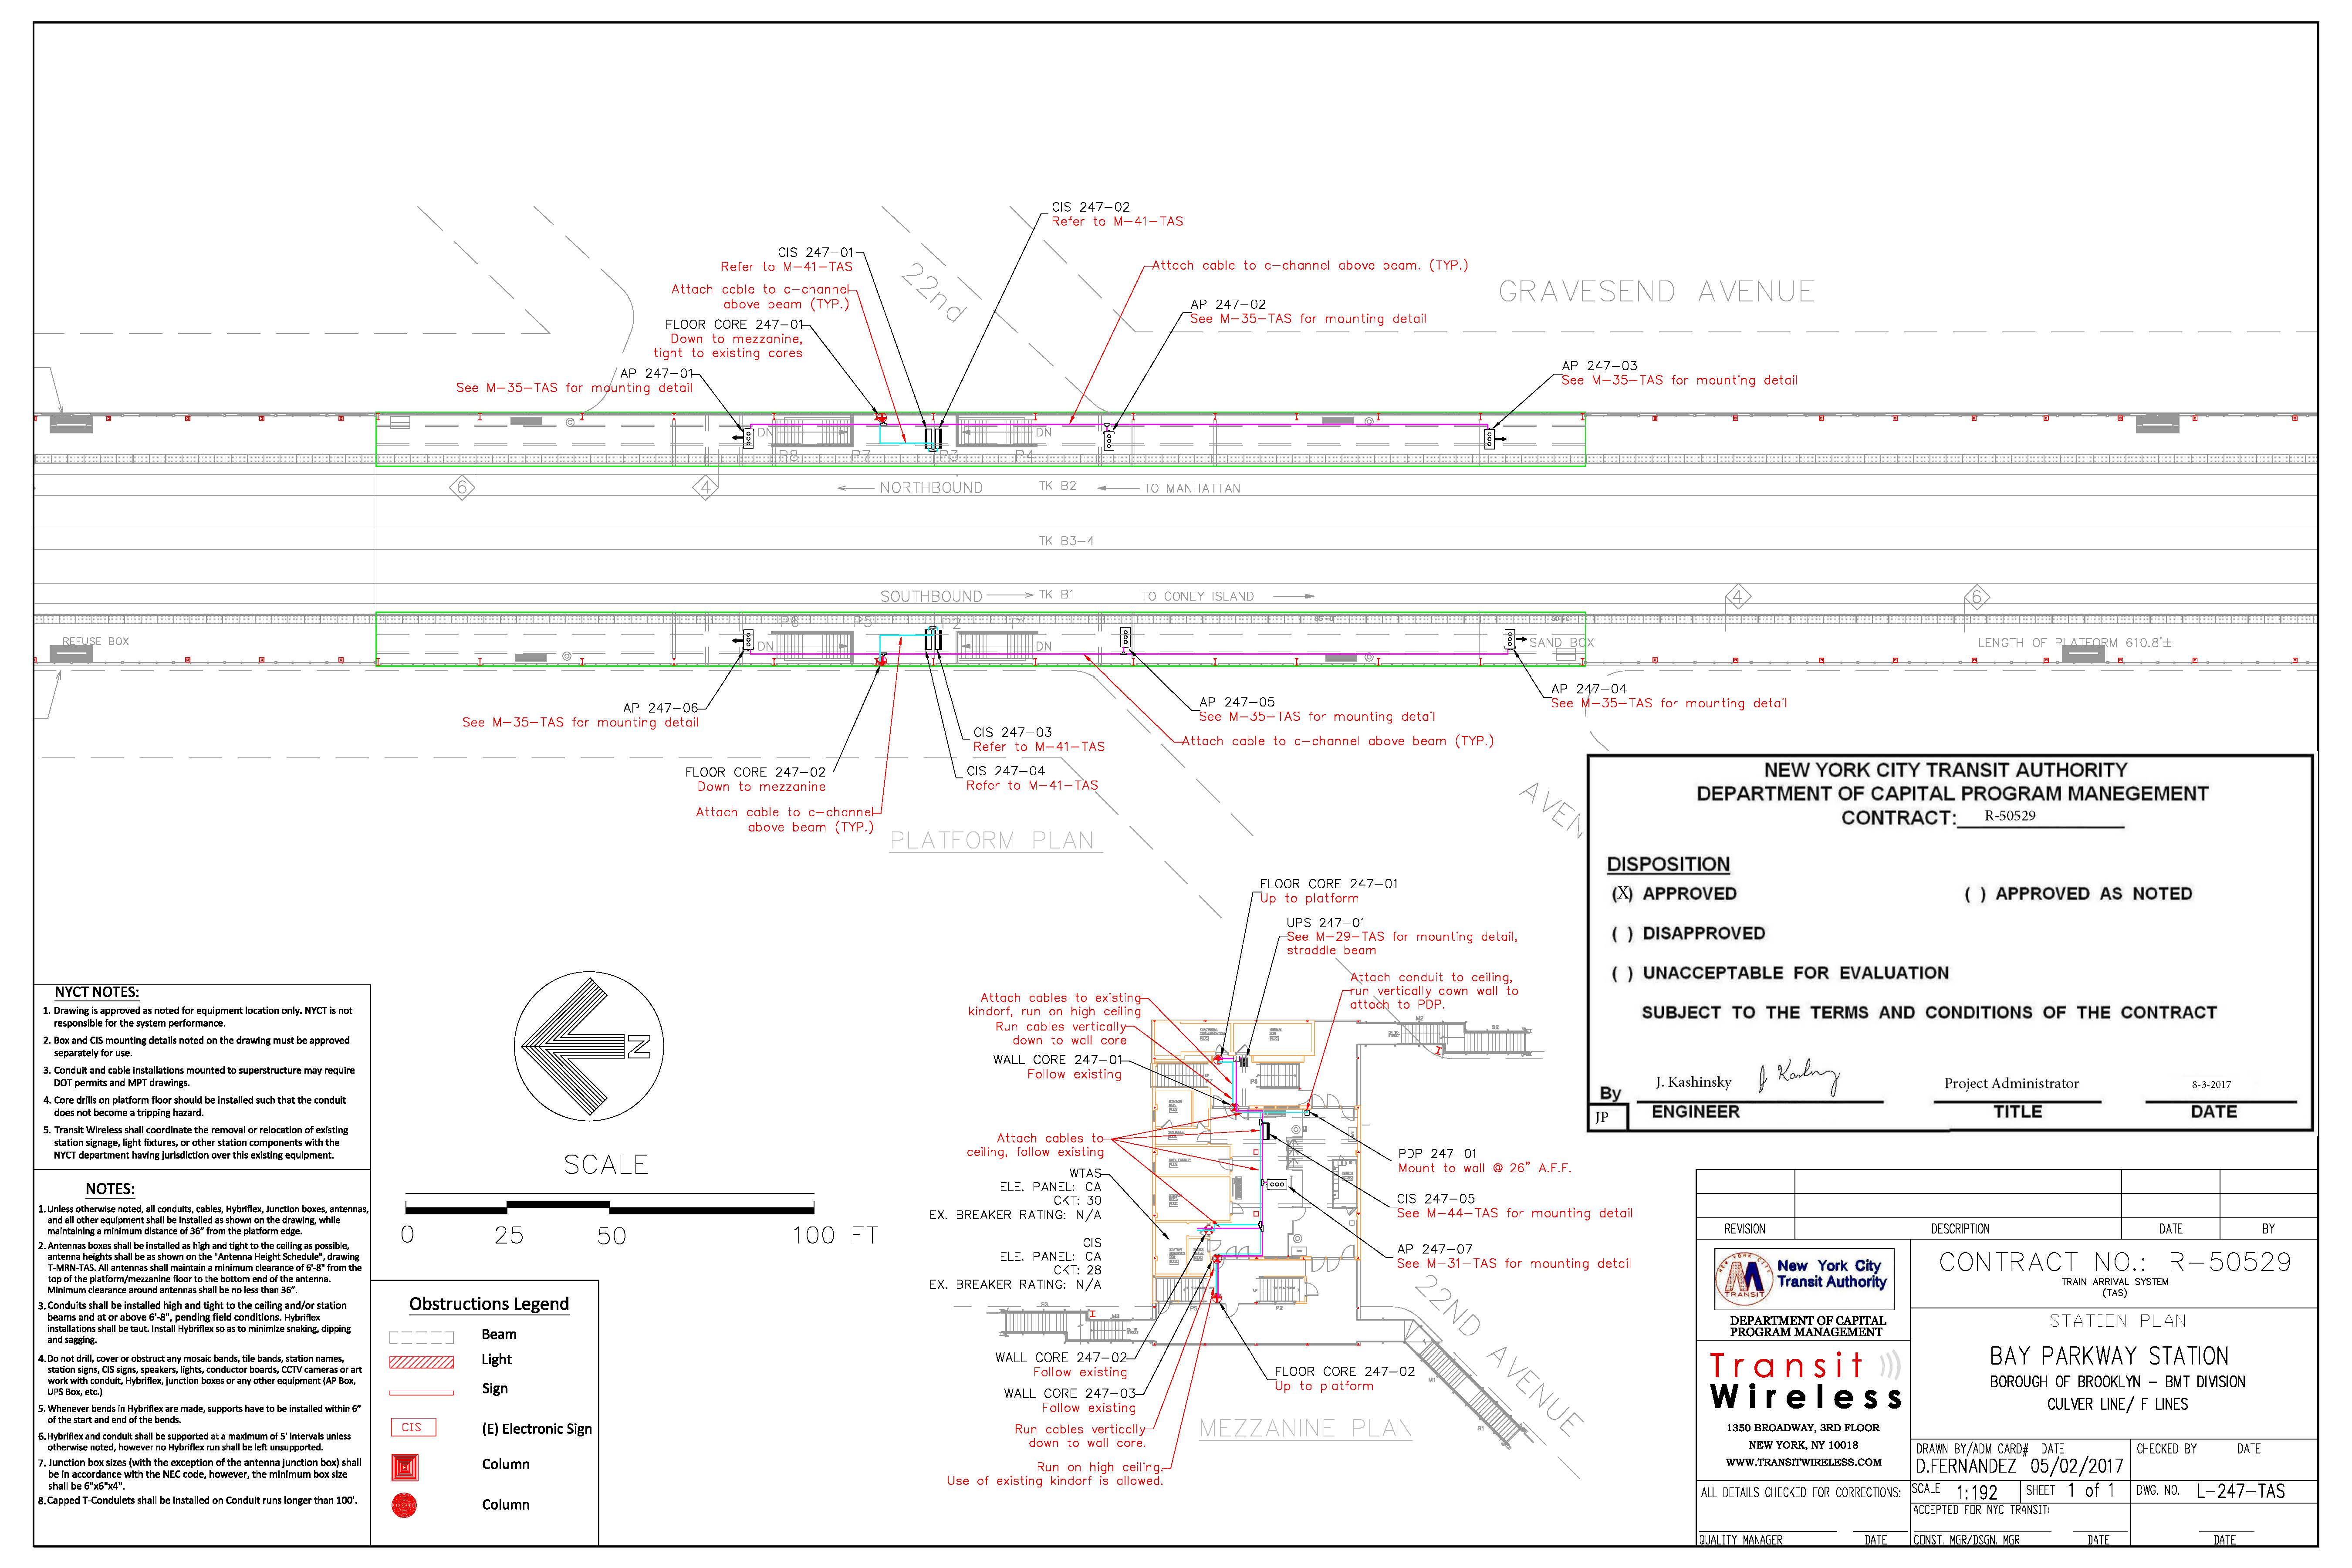 CIS 247-02
Refer to M-41-TAS
CIS 247-01
Refer to M-41-TAS
Attach cable to c-channel
above beam (TYP.)
FLOOR CORE 247-01
Down to mezzanine,
tight to existing cores
AP 247-01
See M-35-TAS for mounting detail
22nd
Attach cable to c-channel above beam. (TYP.)
AP 247-02
See M-35-TAS for mounting detail
GRAVESEND AVENUE
AP 247-03
See M-35-TAS for mounting detail
DN
DN
P8
P7
P3
P4
6
4
NORTHBOUND
TK B2
TO MANHATTAN
TK B3-4
SOUTHBOUND
TK B1
TO CONEY ISLAND
4
6
REFUSE BOX
P6
P5
P2
P1
DN
DN
85'-0"
50'-0"
SAND BOX
LENGTH OF PLATFORM 610.8'±
AP 247-06
See M-35-TAS for mounting detail
AP 247-05
See M-35-TAS for mounting detail
AP 247-04
See M-35-TAS for mounting detail
CIS 247-03
Refer to M-41-TAS
Attach cable to c-channel above beam (TYP.)
FLOOR CORE 247-02
Down to mezzanine
CIS 247-04
Refer to M-41-TAS
Attach cable to c-channel
above beam (TYP.)
PLATFORM PLAN
AVEN
NEW YORK CITY TRANSIT AUTHORITY
DEPARTMENT OF CAPITAL PROGRAM MANEGEMENT
CONTRACT: R-50529
DISPOSITION
(X) APPROVED
( ) APPROVED AS NOTED
( ) DISAPPROVED
( ) UNACCEPTABLE FOR EVALUATION
SUBJECT TO THE TERMS AND CONDITIONS OF THE CONTRACT
By J. Kashinsky
Project Administrator
8-3-2017
JP
ENGINEER
TITLE
DATE
FLOOR CORE 247-01
Up to platform
UPS 247-01
See M-29-TAS for mounting detail,
straddle beam
Attach conduit to ceiling,
run vertically down wall to
attach to PDP.
Attach cables to existing
kindorf, run on high ceiling
Run cables vertically
down to wall core
WALL CORE 247-01
Follow existing
Attach cables to
ceiling, follow existing
WTAS
ELE. PANEL: CA
CKT: 30
EX. BREAKER RATING: N/A
CIS
ELE. PANEL: CA
CKT: 28
EX. BREAKER RATING: N/A
PDP 247-01
Mount to wall @ 26" A.F.F.
CIS 247-05
See M-44-TAS for mounting detail
AP 247-07
See M-31-TAS for mounting detail
WALL CORE 247-02
Follow existing
WALL CORE 247-03
Follow existing
Run cables vertically
down to wall core.
Run on high ceiling.
Use of existing kindorf is allowed.
FLOOR CORE 247-02
Up to platform
22ND AVENUE
MEZZANINE PLAN
NYCT NOTES:
1. Drawing is approved as noted for equipment location only. NYCT is not
responsible for the system performance.
2. Box and CIS mounting details noted on the drawing must be approved
separately for use.
3. Conduit and cable installations mounted to superstructure may require
DOT permits and MPT drawings.
4. Core drills on platform floor should be installed such that the conduit
does not become a tripping hazard.
5. Transit Wireless shall coordinate the removal or relocation of existing
station signage, light fixtures, or other station components with the
NYCT department having jurisdiction over this existing equipment.
NOTES:
1. Unless otherwise noted, all conduits, cables, Hybriflex, Junction boxes, antennas,
and all other equipment shall be installed as shown on the drawing, while
maintaining a minimum distance of 36" from the platform edge.
2. Antennas boxes shall be installed as high and tight to the ceiling as possible,
antenna heights shall be as shown on the "Antenna Height Schedule", drawing
T-MRN-TAS. All antennas shall maintain a minimum clearance of 6'-8" from the
top of the platform/mezzanine floor to the bottom end of the antenna.
Minimum clearance around antennas shall be no less than 36".
3. Conduits shall be installed high and tight to the ceiling and/or station
beams and at or above 6'-8", pending field conditions. Hybriflex
installations shall be taut. Install Hybriflex so as to minimize snaking, dipping
and sagging.
4. Do not drill, cover or obstruct any mosaic bands, tile bands, station names,
station signs, CIS signs, speakers, lights, conductor boards, CCTV cameras or art
work with conduit, Hybriflex, junction boxes or any other equipment (AP Box,
UPS Box, etc.)
5. Whenever bends in Hybriflex are made, supports have to be installed within 6"
of the start and end of the bends.
6. Hybriflex and conduit shall be supported at a maximum of 5' intervals unless
otherwise noted, however no Hybriflex run shall be left unsupported.
7. Junction box sizes (with the exception of the antenna junction box) shall
be in accordance with the NEC code, however, the minimum box size
shall be 6"x6"x4".
8. Capped T-Condulets shall be installed on Conduit runs longer than 100'.
N
SCALE
0 25 50 100 FT
Obstructions Legend
Beam
Light
Sign
CIS (E) Electronic Sign
Column
Column
REVISION
DESCRIPTION
DATE
BY
New York City
Transit Authority
DEPARTMENT OF CAPITAL
PROGRAM MANAGEMENT
Transit
Wireless
1350 BROADWAY, 3RD FLOOR
NEW YORK, NY 10018
WWW.TRANSITWIRELESS.COM
ALL DETAILS CHECKED FOR CORRECTIONS:
QUALITY MANAGER
DATE
CONTRACT NO.: R-50529
TRAIN ARRIVAL SYSTEM
(TAS)
STATION PLAN
BAY PARKWAY STATION
BOROUGH OF BROOKLYN - BMT DIVISION
CULVER LINE/ F LINES
DRAWN BY/ADM CARD# DATE
D.FERNANDEZ 05/02/2017
CHECKED BY DATE
SCALE 1:192
SHEET 1 of 1
DWG. NO. L-247-TAS
ACCEPTED FOR NYC TRANSIT:
CONST. MGR/DSGN. MGR
DATE
DATE